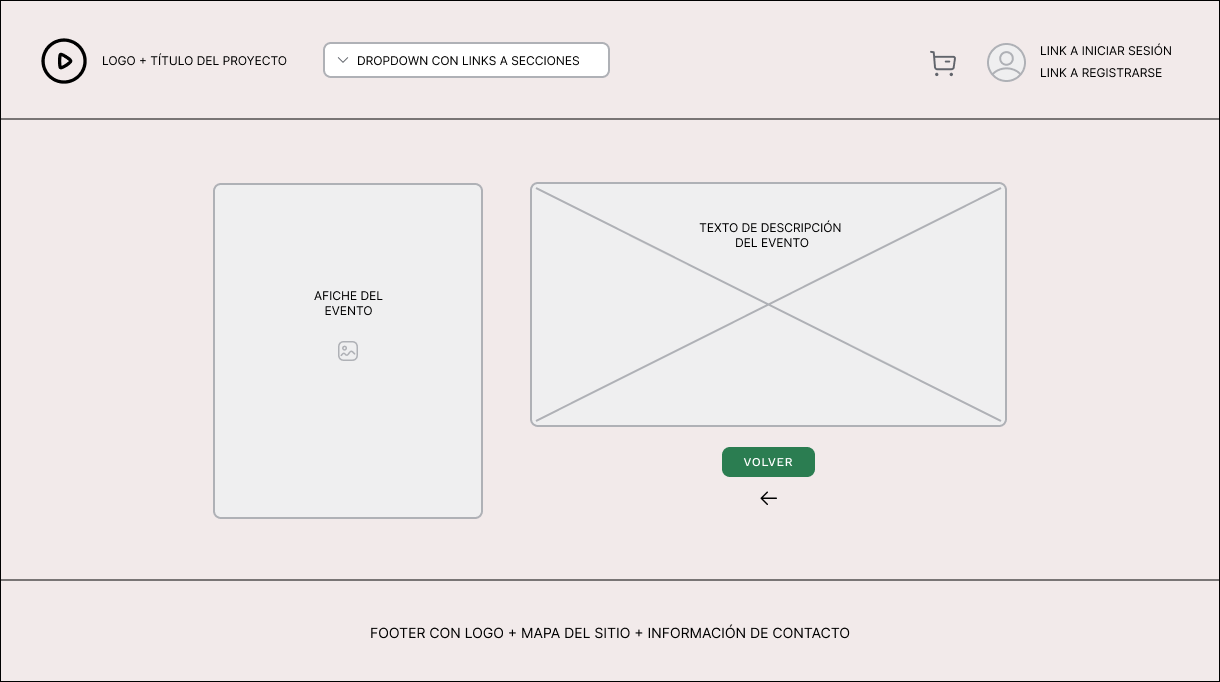 LOGO + TÍTULO DEL PROYECTO
DROPDOWN CON LINKS A SECCIONES
LINK A INICIAR SESIÓN
LINK A REGISTRARSE
AFICHE DEL
EVENTO
TEXTO DE DESCRIPCIÓN
DEL EVENTO
VOLVER
FOOTER CON LOGO + MAPA DEL SITIO + INFORMACIÓN DE CONTACTO